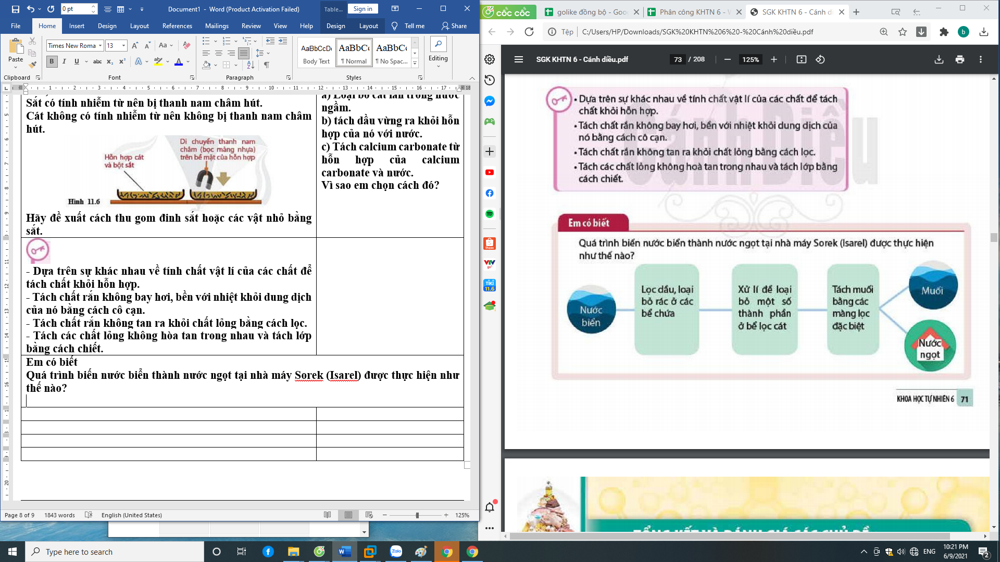 0 pt
Document1 - Word (Product Activation Failed)
Table...
Sign in
File
Home
Insert
Design
Layout
References
Mailings
Review
View
Help
Design
Layout
Tell me
Share
Paste
Times New Roma
13
AaBbCcDc
Body Text
AaBbCc
¶ Normal
AaBbCc
¶ No Spac...
Editing
Clipboard
Font
Paragraph
Styles
Sắt có tính nhiễm từ nên bị thanh nam châm hút.
Cát không có tính nhiễm từ nên không bị thanh nam châm
hút.
Di chuyển thanh nam
châm (bọc màng nhựa)
trên bề mặt của hỗn hợp
Hỗn hợp cát
và bột sắt
Hình 11.6
Hãy đề xuất cách thu gom đinh sắt hoặc các vật nhỏ bằng
sắt.
a) Loại bỏ cát lẫn trong nước
ngầm.
b) tách dầu vừng ra khỏi hỗn
hợp của nó với nước.
c) Tách calcium carbonate từ
hỗn hợp của calcium
carbonate và nước.
Vì sao em chọn cách đó?
- Dựa trên sự khác nhau về tính chất vật lí của các chất để
tách chất khỏi hỗn hợp.
- Tách chất rắn không bay hơi, bền với nhiệt khỏi dung dịch
của nó bằng cách cô cạn.
- Tách chất rắn không tan ra khỏi chất lỏng bằng cách lọc.
- Tách các chất lỏng không hòa tan trong nhau và tách lớp
bằng cách chiết.
Em có biết
Quá trình biến nước biển thành nước ngọt tại nhà máy Sorek (Isarel) được thực hiện như
thế nào?
Page 8 of 9
1843 words
English (United States)
125%
cốc cốc
golike đồng bộ - Goo
Phân công KHTN 6 - V
SGK KHTN 6 - Cánh di
Tệp
C:/Users/HP/Downloads/SGK%20KHTN%206%20-%20Cánh%20diều.pdf
b
SGK KHTN 6 - Cánh diều.pdf
73 / 208
125%
• Dựa trên sự khác nhau về tính chất vật lí của các chất để tách
chất khỏi hỗn hợp.
• Tách chất rắn không bay hơi, bền với nhiệt khỏi dung dịch của
nó bằng cách cô cạn.
• Tách chất rắn không tan ra khỏi chất lỏng bằng cách lọc.
• Tách các chất lỏng không hoà tan trong nhau và tách lớp bằng
cách chiết.
Cánh Diều
Em có biết
Quá trình biến nước biển thành nước ngọt tại nhà máy Sorek (Isarel) được thực hiện
như thế nào?
Nước
biển
Lọc dầu, loại
bỏ rác ở các
bể chứa
Xử lí để loại
bỏ một số
thành phần
ở bể lọc cát
Tách muối
bằng các
màng lọc
đặc biệt
Muối
Nước
ngọt
KHOA HỌC TỰ NHIÊN 6 71
TỔNG KẾT VÀ ĐÁNH GIÁ CÁC CHỦ ĐỀ
Type here to search
Zalo
ENG
10:21 PM
6/9/2021
2